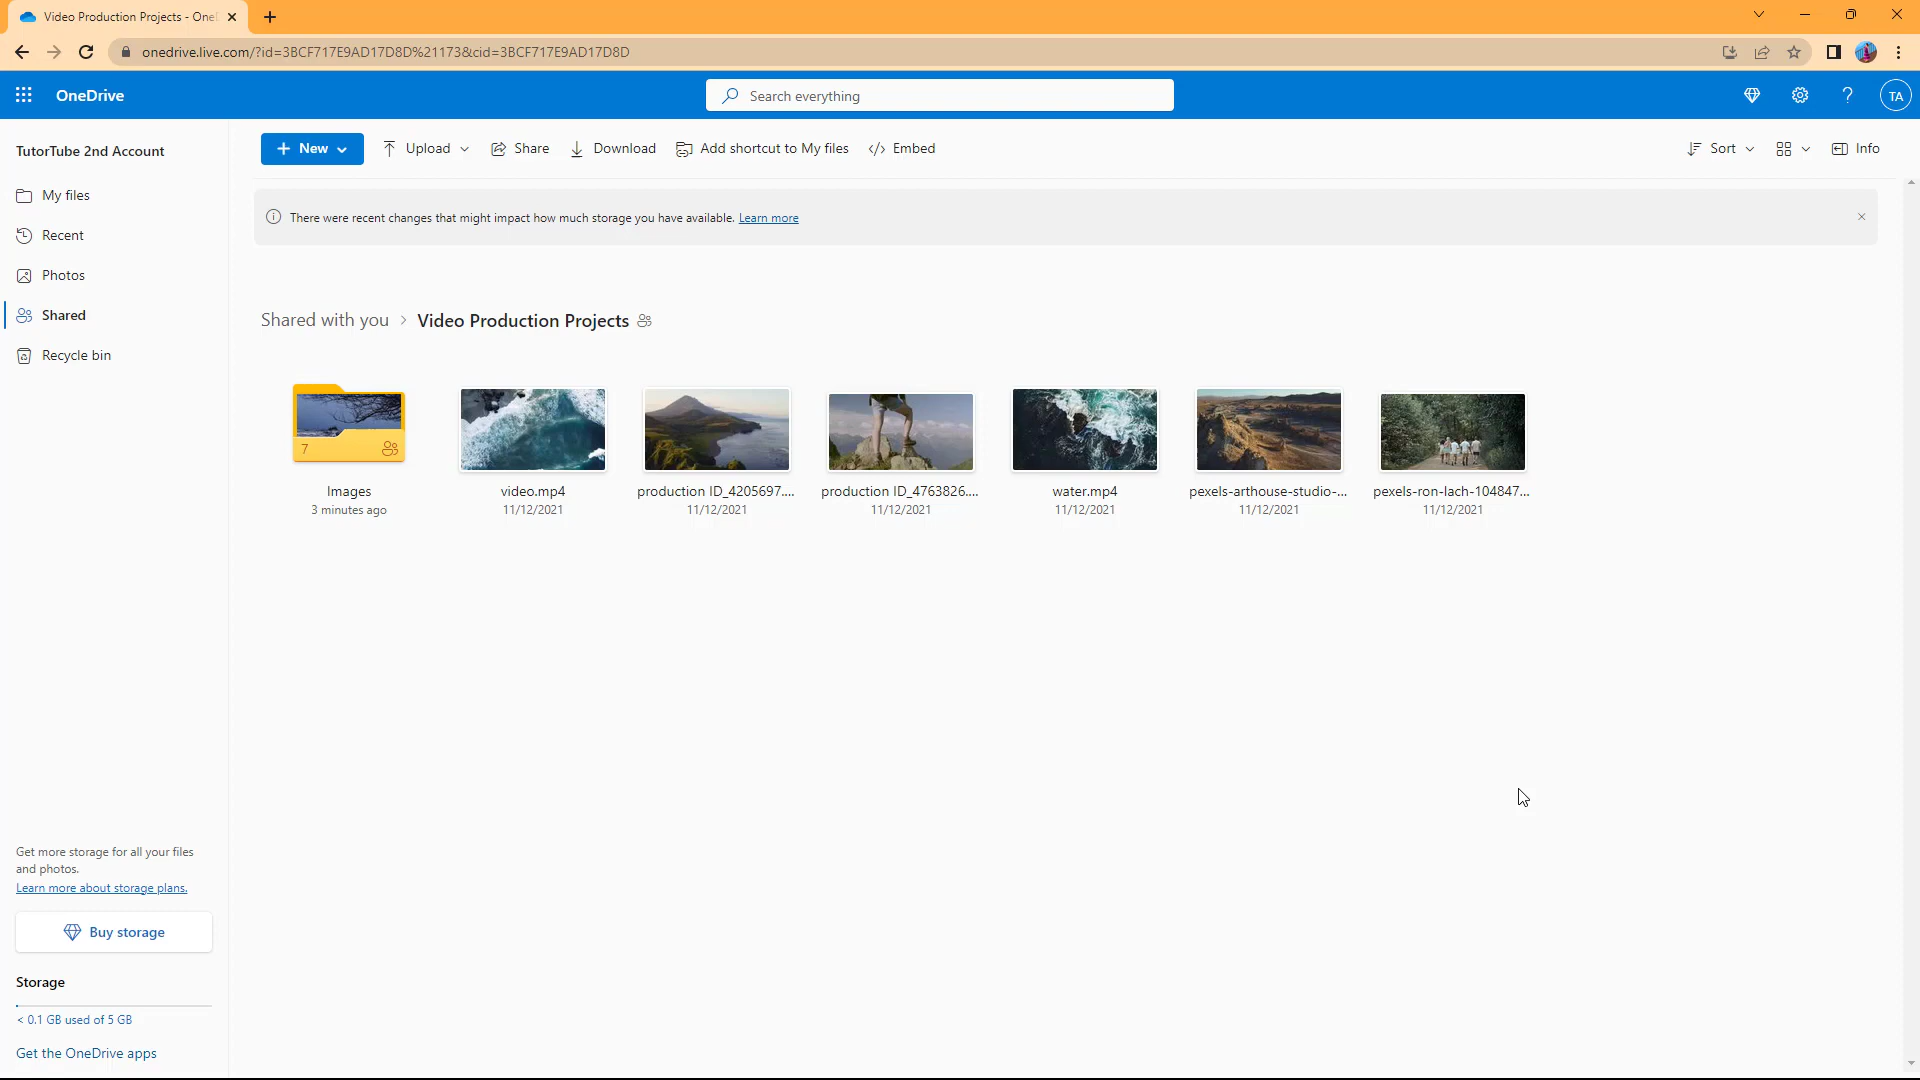 Video Production Projects - One
onedrive.live.com/?id=3BCF717E9AD17D8D%21173&cid=3BCF717E9AD17D8D
OneDrive
Search everything
TA
TutorTube 2nd Account
My files
Recent
Photos
Shared
Recycle bin
New
Upload
Share
Download
Add shortcut to My files
Embed
Sort
Info
There were recent changes that might impact how much storage you have available. Learn more
Shared with you > Video Production Projects
7
Images
3 minutes ago
video.mp4
11/12/2021
production ID_4205697....
11/12/2021
production ID_4763826....
11/12/2021
water.mp4
11/12/2021
pexels-arthouse-studio-...
11/12/2021
pexels-ron-lach-104847...
11/12/2021
Get more storage for all your files
and photos.
Learn more about storage plans.
Buy storage
Storage
< 0.1 GB used of 5 GB
Get the OneDrive apps